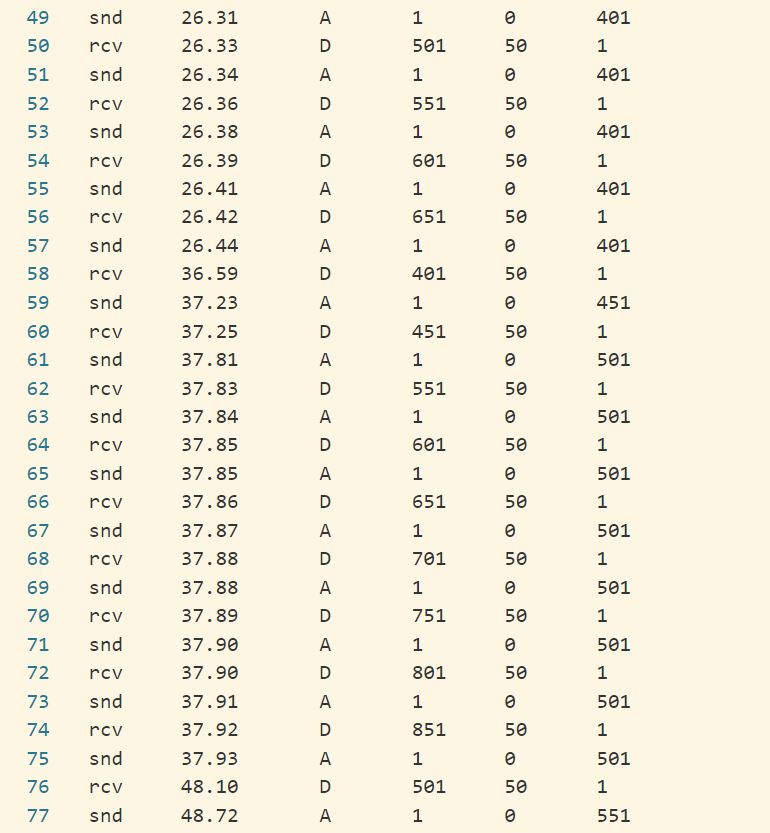 49 snd 26.31 A 1 0 401
50 rcv 26.33 D 501 50 1
51 snd 26.34 A 1 0 401
52 rcv 26.36 D 551 50 1
53 snd 26.38 A 1 0 401
54 rcv 26.39 D 601 50 1
55 snd 26.41 A 1 0 401
56 rcv 26.42 D 651 50 1
57 snd 26.44 A 1 0 401
58 rcv 36.59 D 401 50 1
59 snd 37.23 A 1 0 451
60 rcv 37.25 D 451 50 1
61 snd 37.81 A 1 0 501
62 rcv 37.83 D 551 50 1
63 snd 37.84 A 1 0 501
64 rcv 37.85 D 601 50 1
65 snd 37.85 A 1 0 501
66 rcv 37.86 D 651 50 1
67 snd 37.87 A 1 0 501
68 rcv 37.88 D 701 50 1
69 snd 37.88 A 1 0 501
70 rcv 37.89 D 751 50 1
71 snd 37.90 A 1 0 501
72 rcv 37.90 D 801 50 1
73 snd 37.91 A 1 0 501
74 rcv 37.92 D 851 50 1
75 snd 37.93 A 1 0 501
76 rcv 48.10 D 501 50 1
77 snd 48.72 A 1 0 551